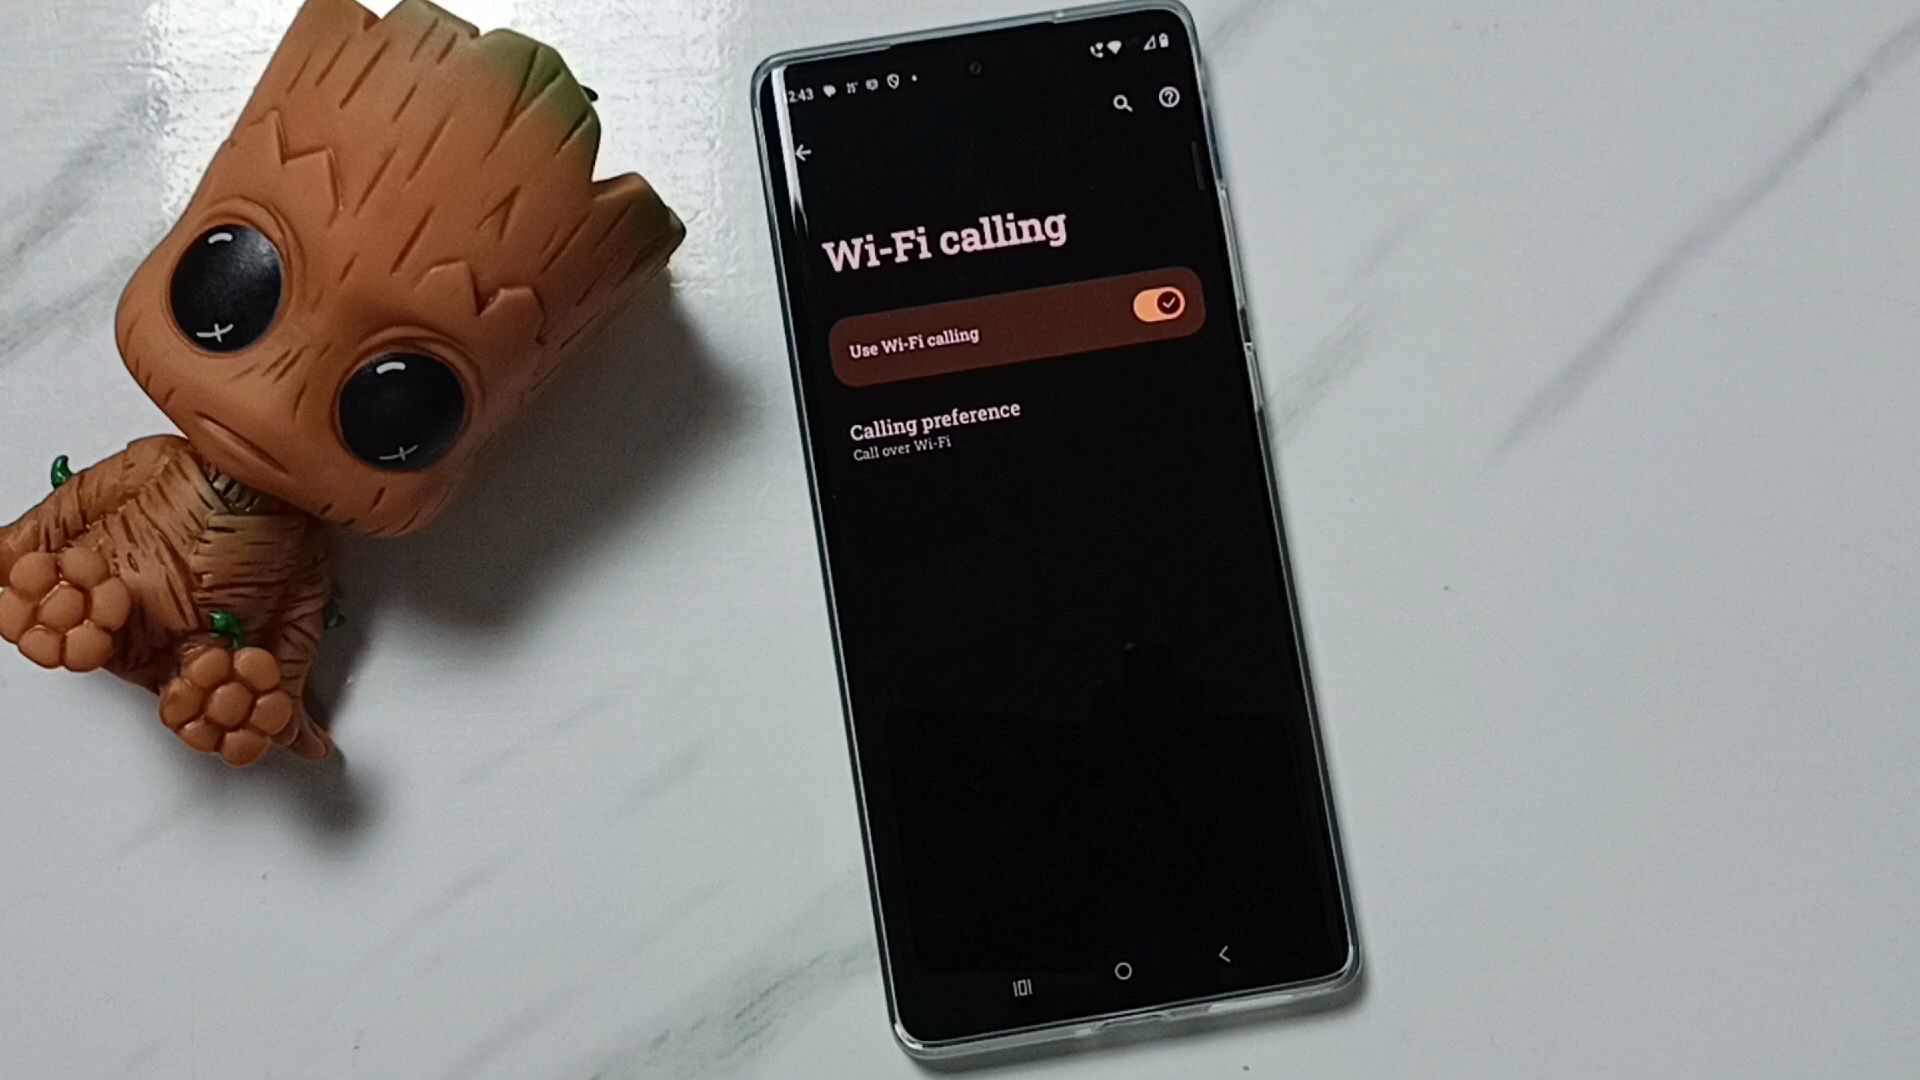 2:43
Wi-Fi calling
Use Wi-Fi calling
Calling preference
Call over Wi-Fi